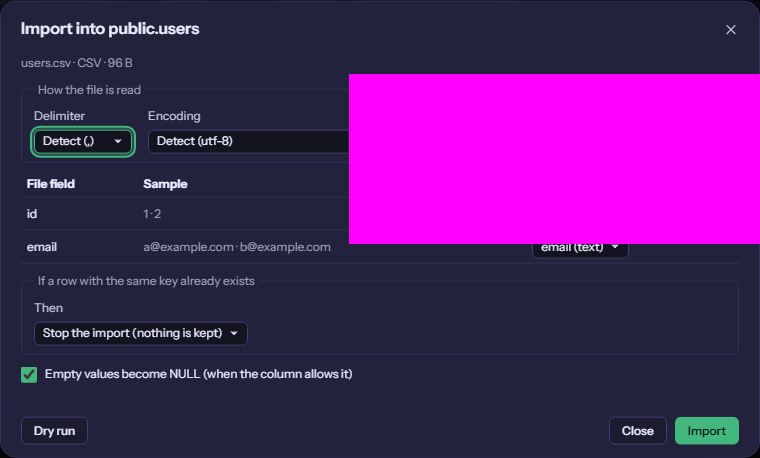 Import into public.users
users.csv · CSV · 96 B
How the file is read
Delimiter Encoding
Detect (,) Detect (utf-8)
File field Sample
id 1 · 2
email a@example.com · b@example.com email (text)
If a row with the same key already exists
Then
Stop the import (nothing is kept)
Empty values become NULL (when the column allows it)
Dry run Close Import